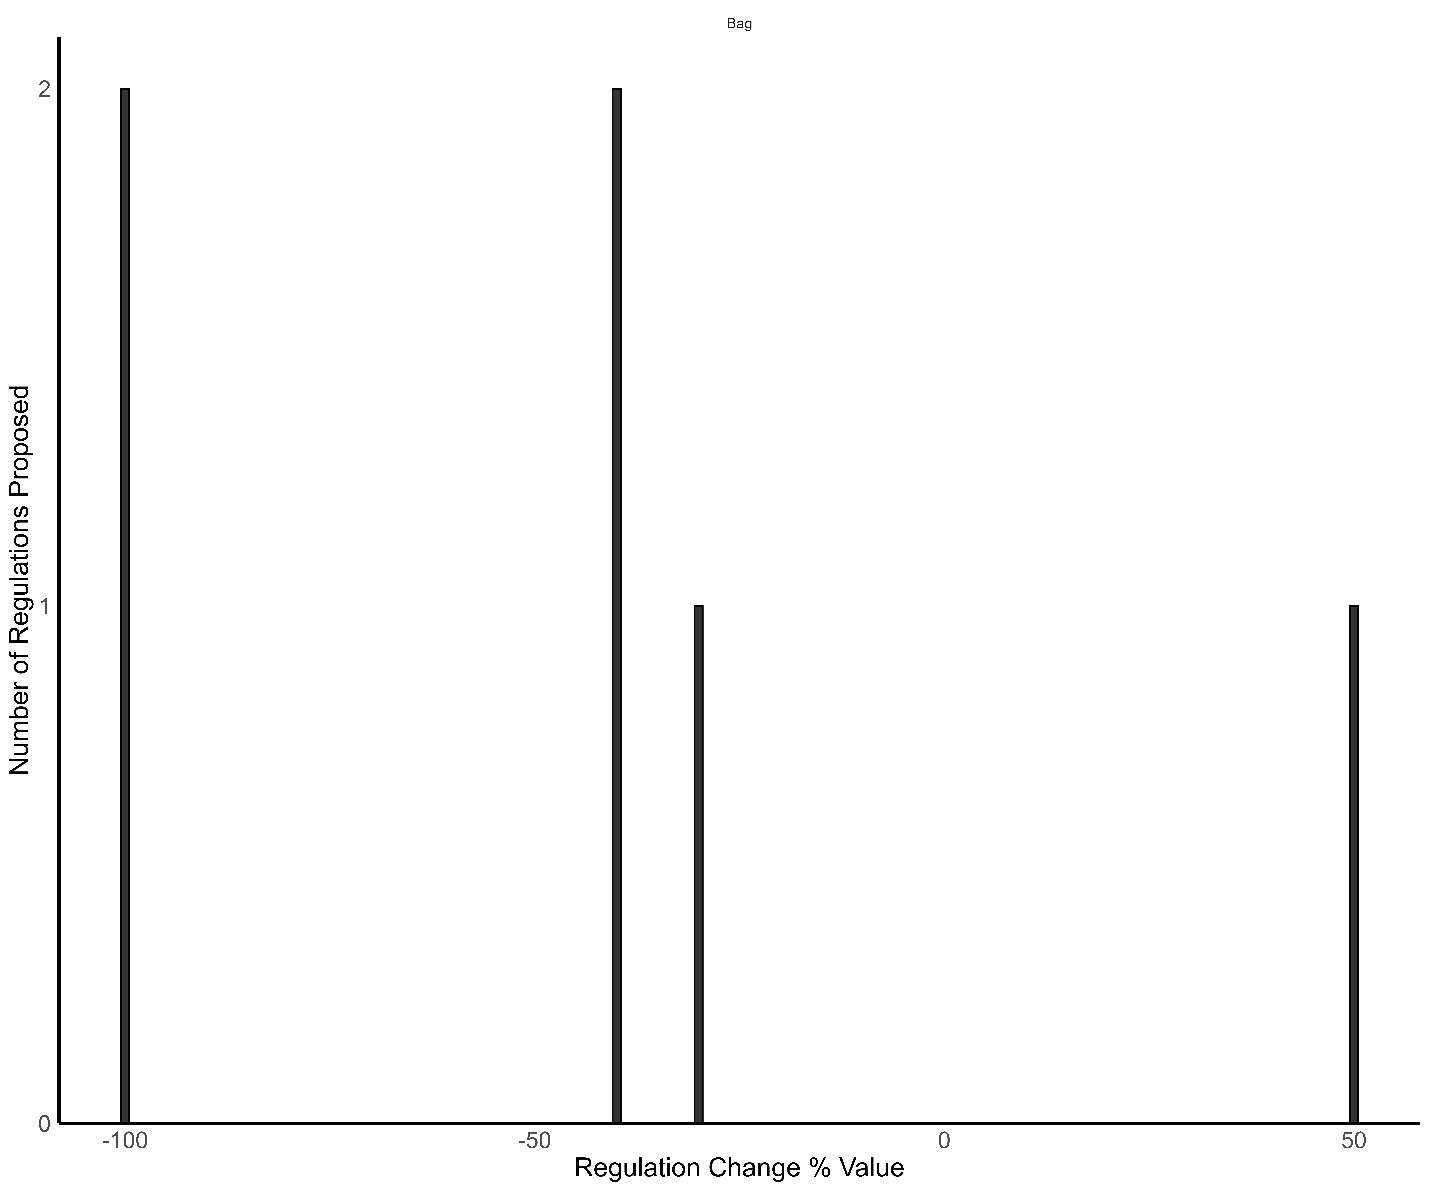 Bag
2
1
0
Number of Regulations Proposed
-100
-50
0
50
Regulation Change % Value